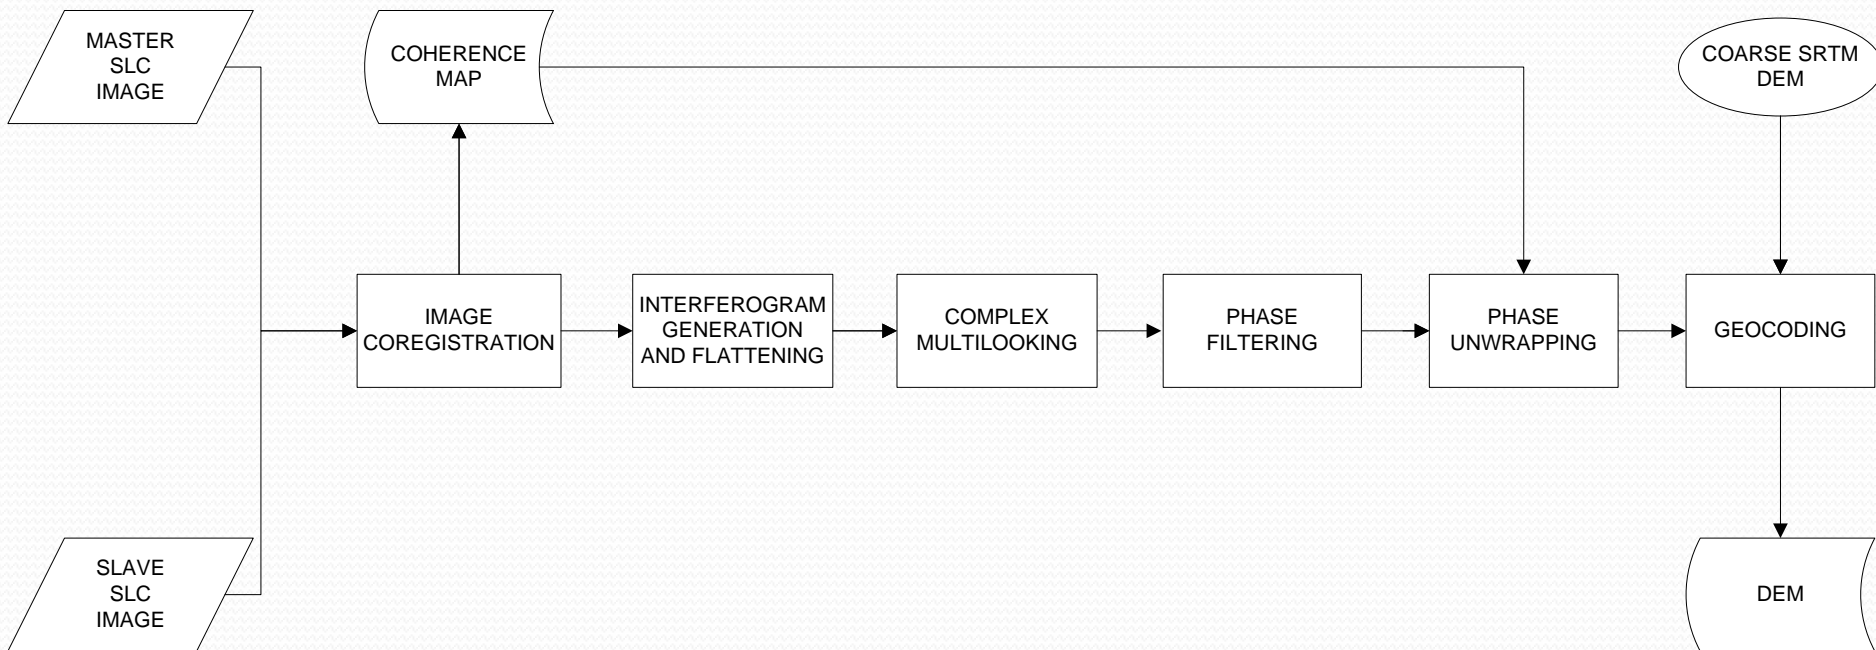 MASTER
SLC
IMAGE
COHERENCE
MAP
COARSE SRTM
DEM
IMAGE
COREGISTRATION
INTERFEROGRAM
GENERATION
AND FLATTENING
COMPLEX
MULTILOOKING
PHASE
FILTERING
PHASE
UNWRAPPING
GEOCODING
SLAVE
SLC
IMAGE
DEM